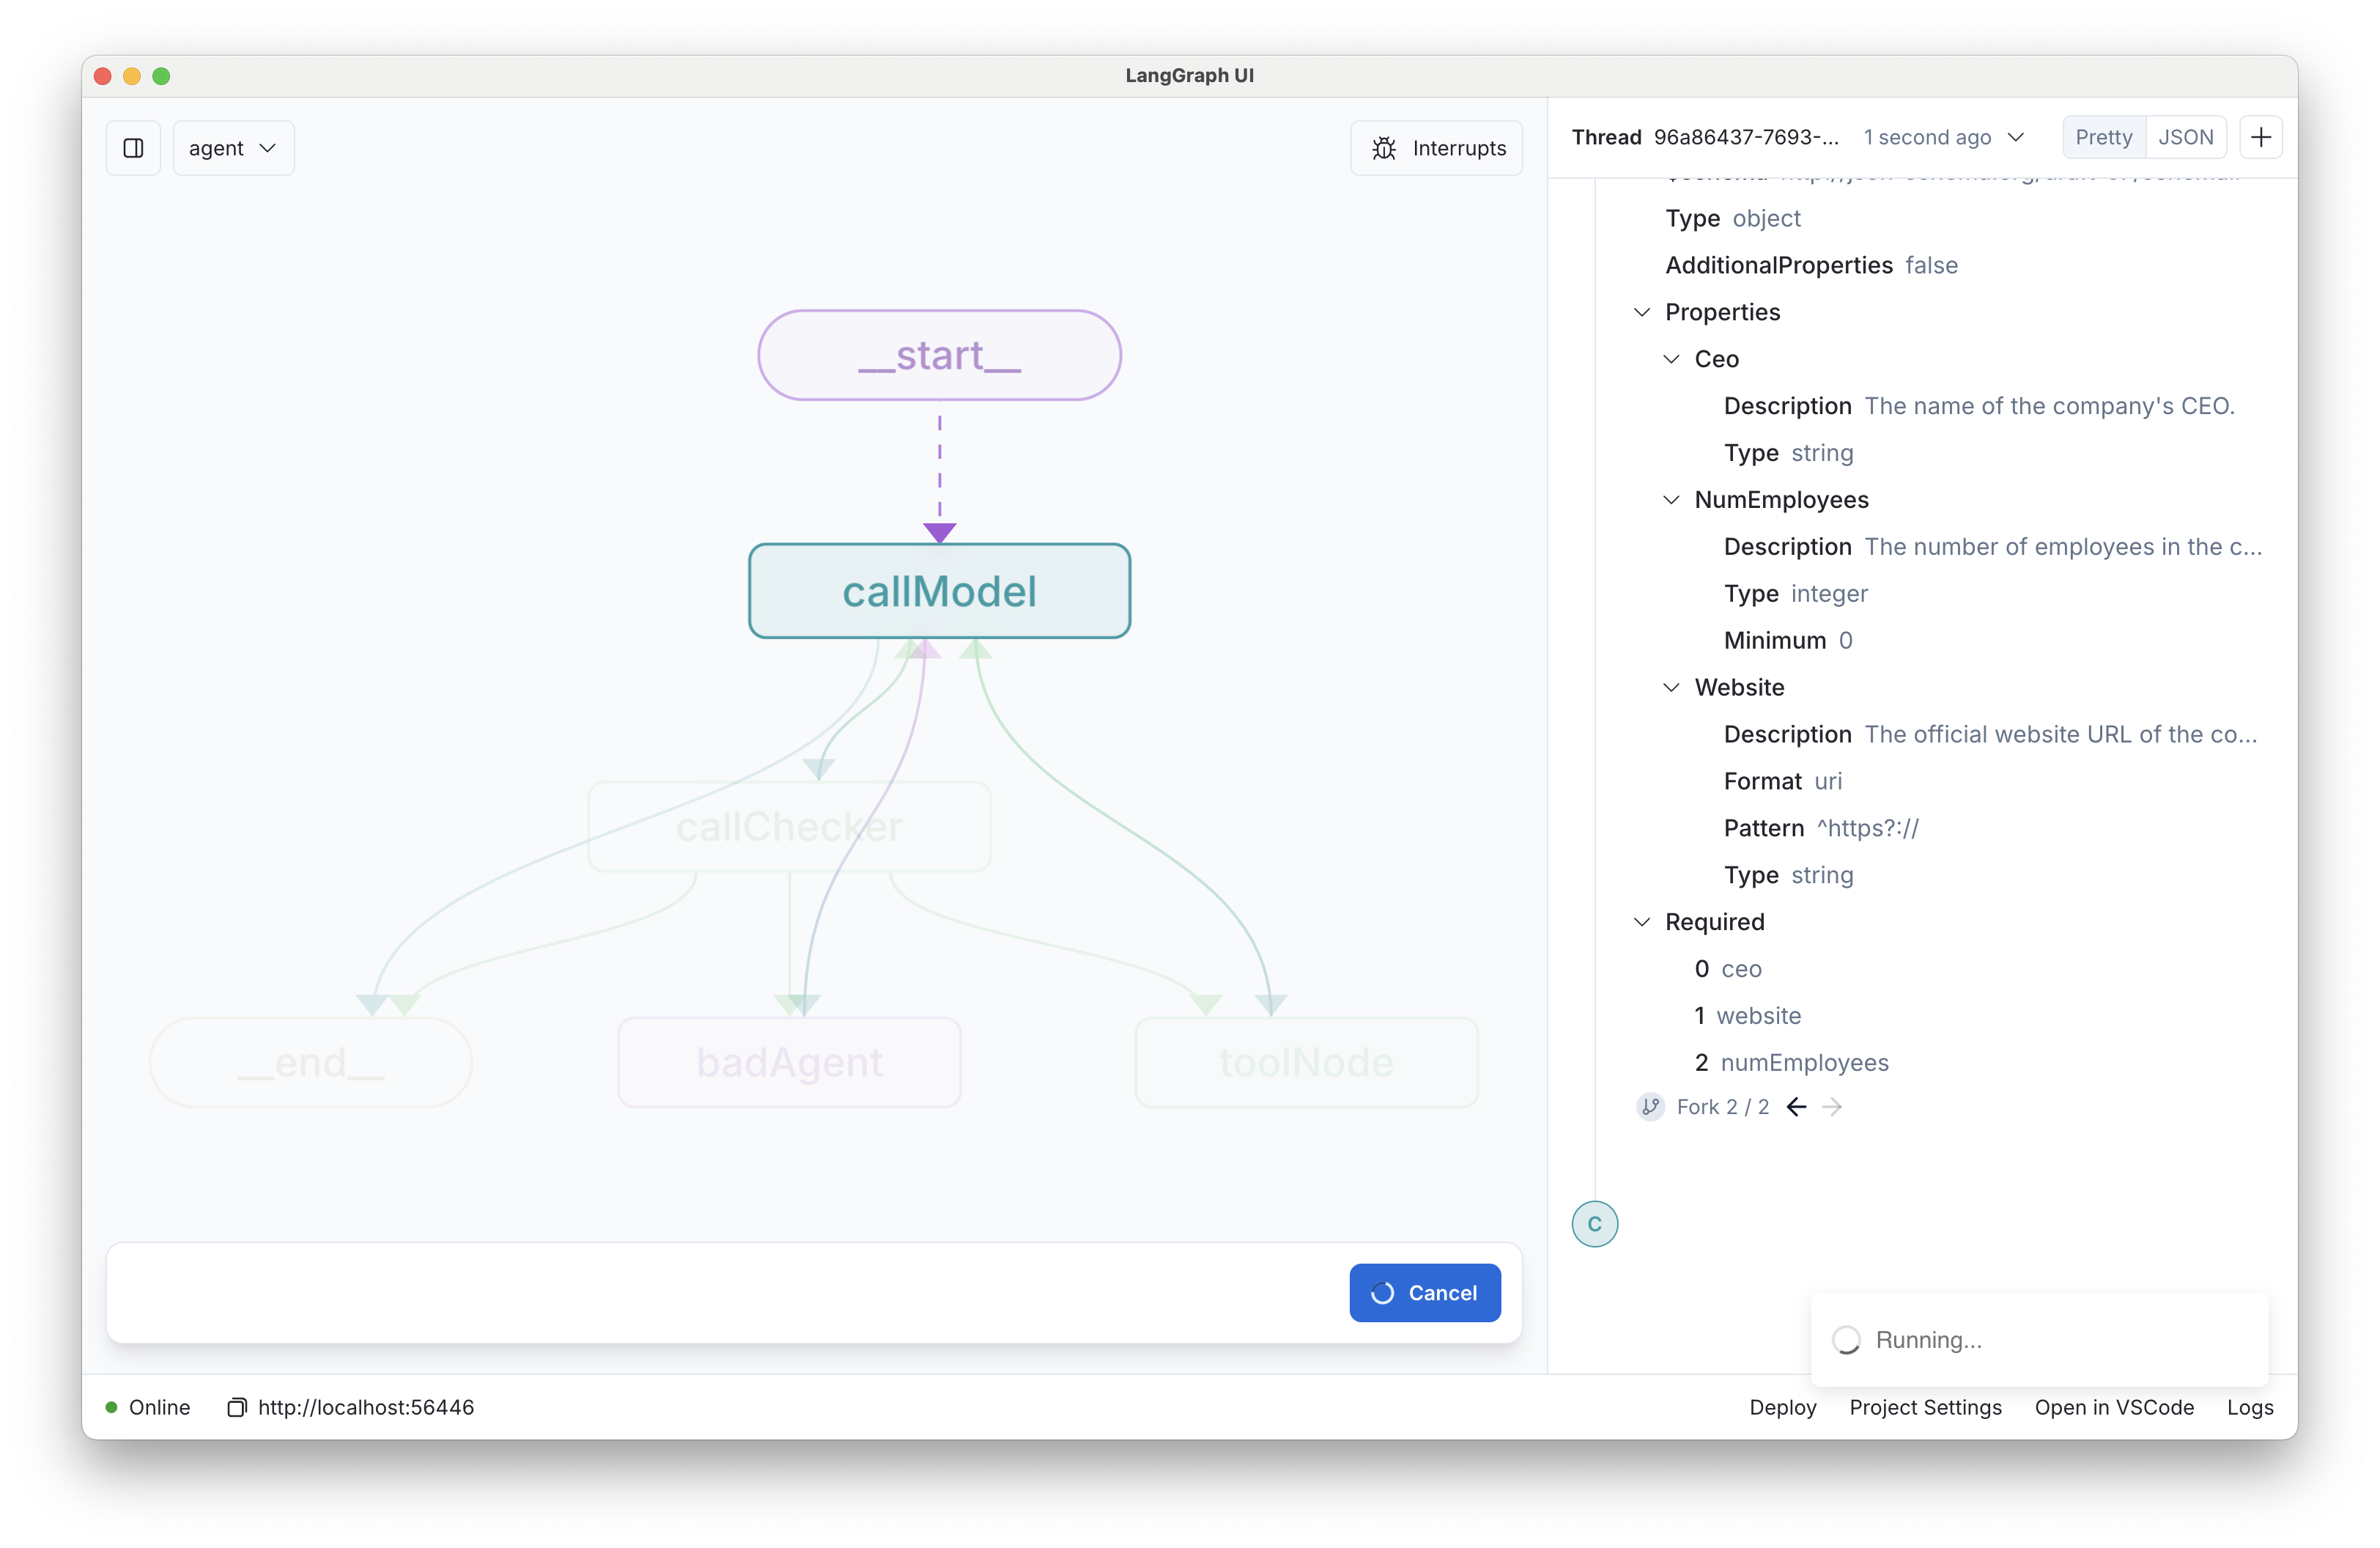 LangGraph UI
agent
Interrupts
__start__
callModel
callChecker
__end__
badAgent
toolNode
Cancel
Thread 96a86437-7693-... 1 second ago Pretty JSON
Type object
AdditionalProperties false
Properties
Ceo
Description The name of the company's CEO.
Type string
NumEmployees
Description The number of employees in the c...
Type integer
Minimum 0
Website
Description The official website URL of the co...
Format uri
Pattern ^https?://
Type string
Required
0 ceo
1 website
2 numEmployees
Fork 2 / 2
C
Running...
Online http://localhost:56446 Deploy Project Settings Open in VSCode Logs